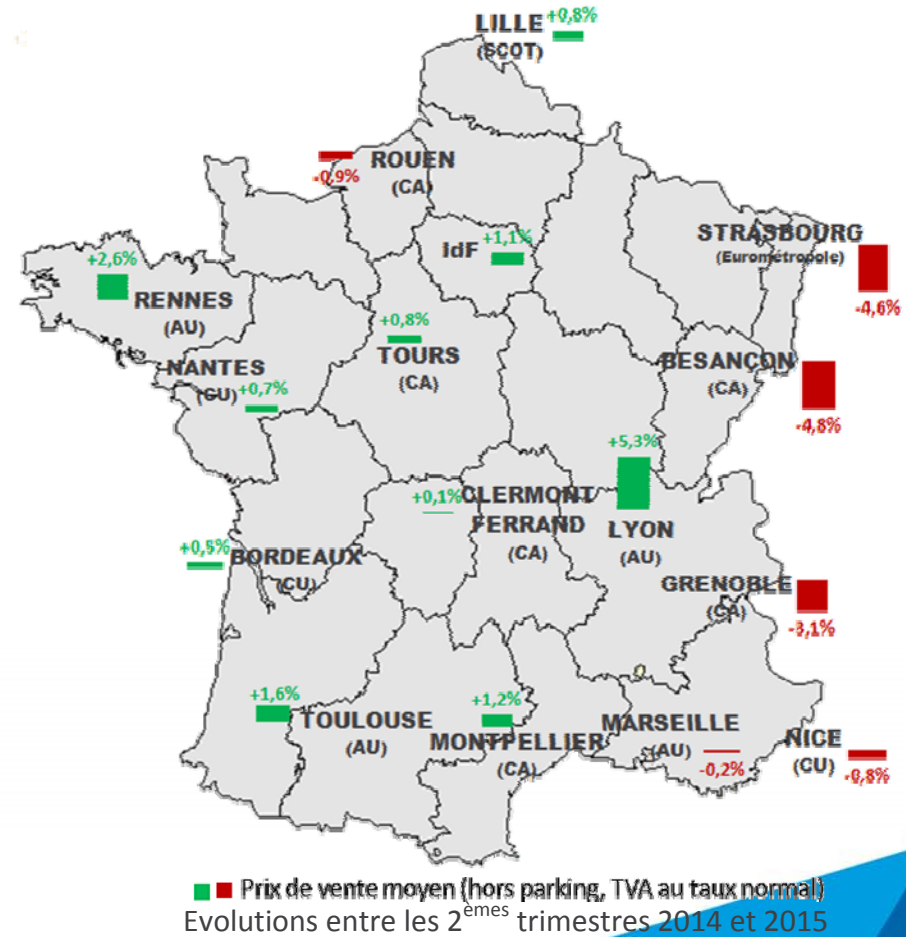 LILLE +0,8%
(SCOT)
ROUEN
-0,9% (CA)
IdF +1,1%
STRASBOURG
(Eurométropole)
-4,6%
+2,6%
RENNES
(AU)
+0,8%
TOURS
(CA)
NANTES
(CU) +0,7%
BESANÇON
(CA)
-4,8%
+5,3%
LYON
(AU)
+0,1% CLERMONT
FERRAND
(CA)
+0,5%
BORDEAUX
(CU)
GRENOBLE
(CA)
-3,1%
+1,6%
TOULOUSE
(AU)
+1,2%
MONTPELLIER
(CA)
MARSEILLE
(AU)
-0,2%
NICE
(CU)
-0,8%
Prix de vente moyen (hors parking, TVA au taux normal)
Evolutions entre les 2èmes trimestres 2014 et 2015